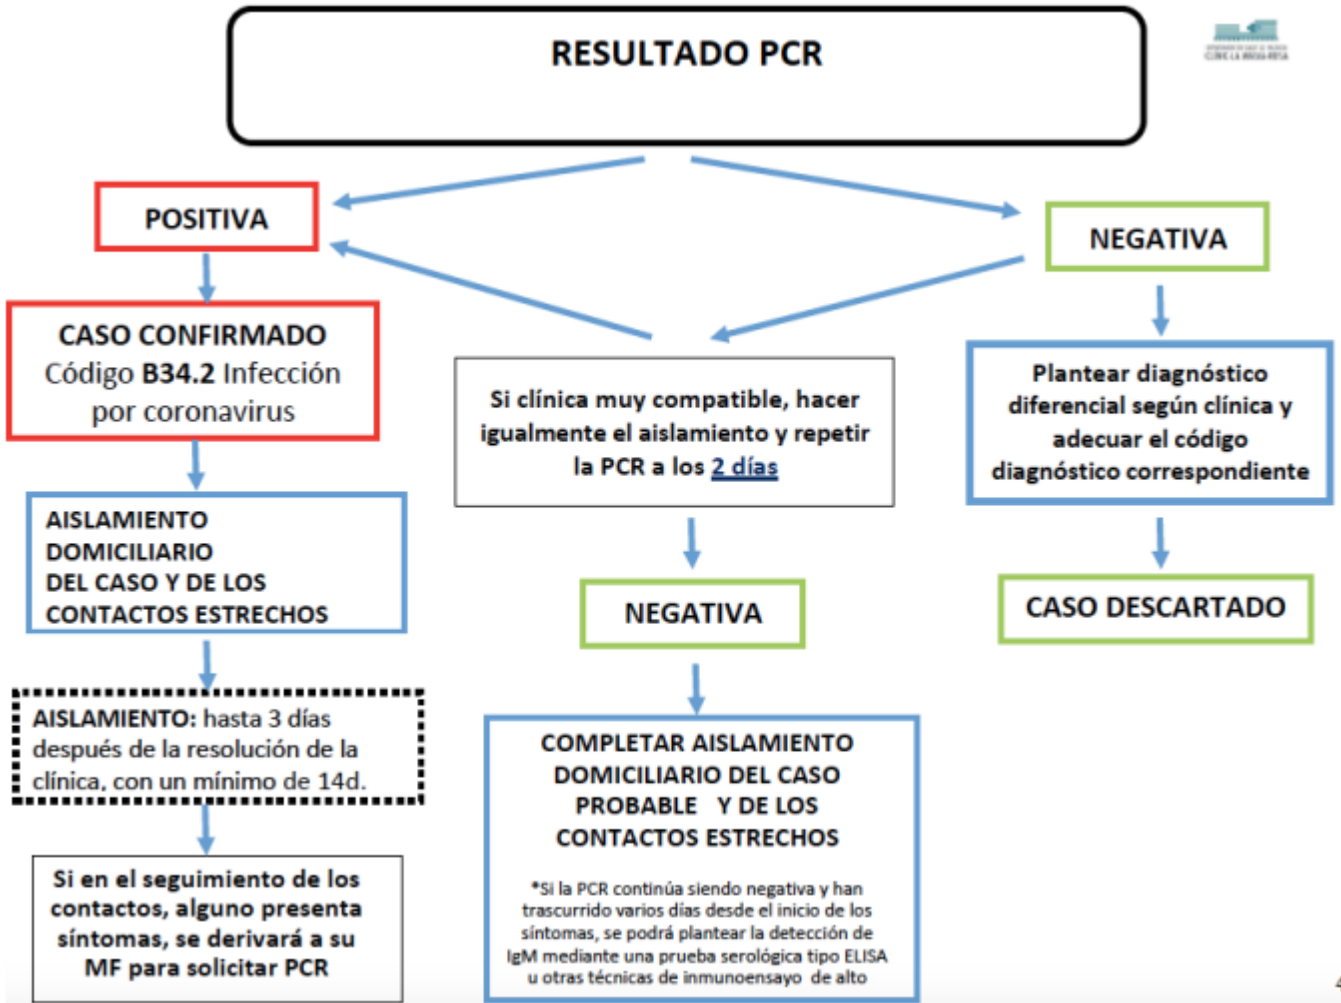 RESULTADO PCR
CLÍNIC-LA MALVA-ROSA
POSITIVA
NEGATIVA
CASO CONFIRMADO
Código B34.2 Infección
por coronavirus
Si clínica muy compatible, hacer
igualmente el aislamiento y repetir
la PCR a los 2 días
Plantear diagnóstico
diferencial según clínica y
adecuar el código
diagnóstico correspondiente
AISLAMIENTO
DOMICILIARIO
DEL CASO Y DE LOS
CONTACTOS ESTRECHOS
NEGATIVA
CASO DESCARTADO
AISLAMIENTO: hasta 3 días
después de la resolución de la
clínica, con un mínimo de 14d.
COMPLETAR AISLAMIENTO
DOMICILIARIO DEL CASO
PROBABLE Y DE LOS
CONTACTOS ESTRECHOS
*Si la PCR continúa siendo negativa y han
trascurrido varios días desde el inicio de los
síntomas, se podrá plantear la detección de
IgM mediante una prueba serológica tipo ELISA
u otras técnicas de inmunoensayo de alto
Si en el seguimiento de los
contactos, alguno presenta
síntomas, se derivará a su
MF para solicitar PCR